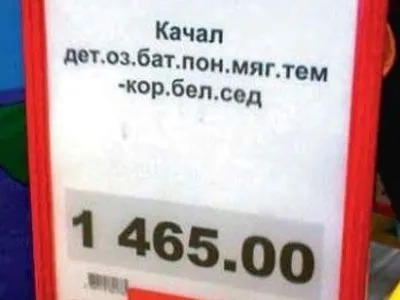 Качал
дет.оз.бат.пон.мяг.тем
-кор.бел.сед
1 465.00